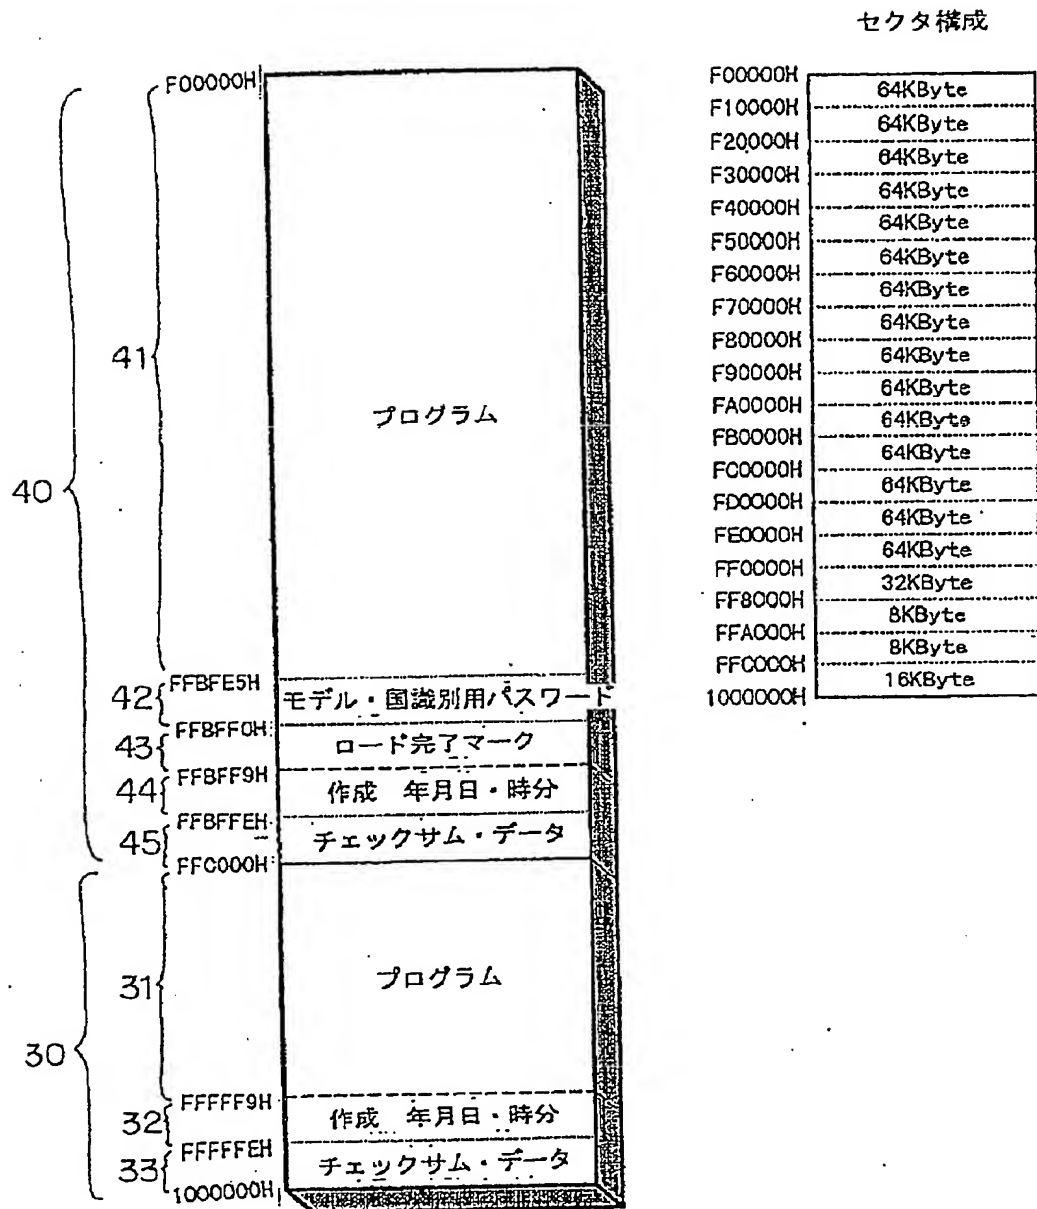 セクタ構成
F00000H
40
41
プログラム
42
FFBFE5H
モデル・国識別用パスワード
43
FFBFF0H
ロード完了マーク
44
FFBFF9H
作成 年月日・時分
45
FFBFFEH
チェックサム・データ
FFC000H
30
31
プログラム
32
FFFFF9H
作成 年月日・時分
33
FFFFFEH
チェックサム・データ
1000000H
F00000H
64KByte
F10000H
64KByte
F20000H
64KByte
F30000H
64KByte
F40000H
64KByte
F50000H
64KByte
F60000H
64KByte
F70000H
64KByte
F80000H
64KByte
F90000H
64KByte
FA0000H
64KByte
FB0000H
64KByte
FC0000H
64KByte
FD0000H
64KByte
FE0000H
64KByte
FF0000H
32KByte
FF8000H
8KByte
FFA000H
8KByte
FFC000H
16KByte
1000000H